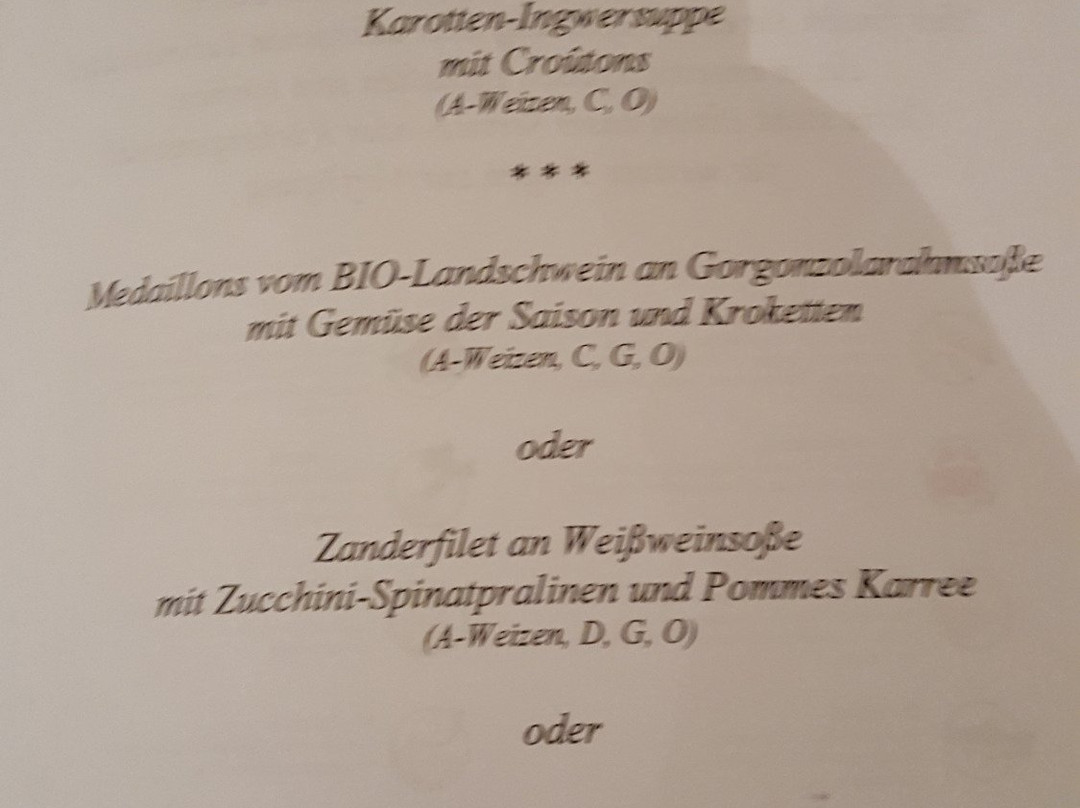 Karotten-Ingwersuppe
mit Croûtons
(A-Weizen, C, O)
* * *
Medaillons vom BIO-Landschwein an Gorgonzolarahmsoße
mit Gemüse der Saison und Kroketten
(A-Weizen, C, G, O)
oder
Zanderfilet an Weißweinsoße
mit Zucchini-Spinatpralinen und Pommes Karree
(A-Weizen, D, G, O)
oder